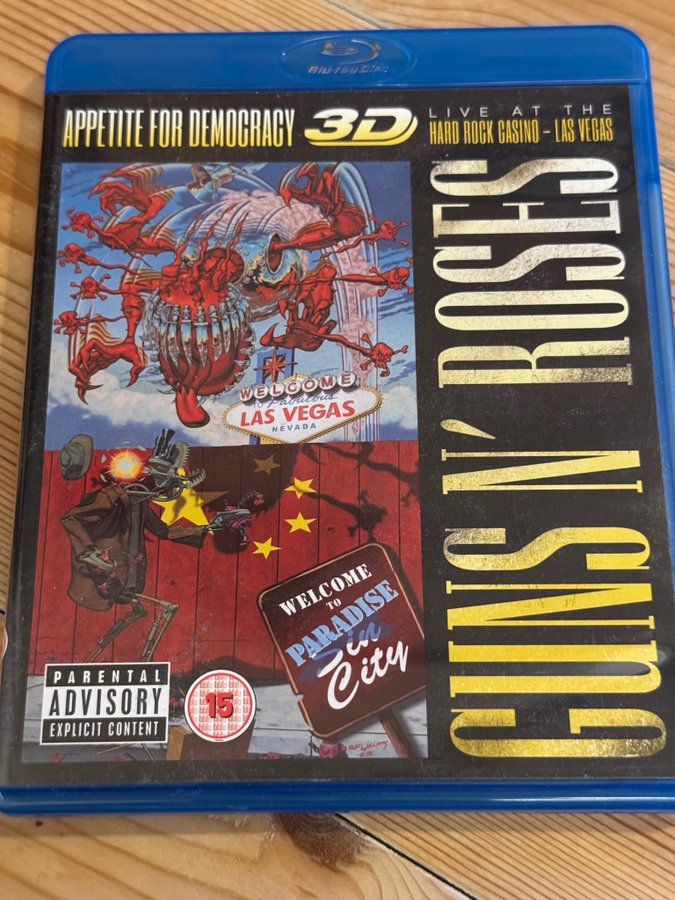 Blu-ray Disc
APPETITE FOR DEMOCRACY 3D
LIVE AT THE
HARD ROCK CASINO – LAS VEGAS
GUNS N' ROSES
WELCOME
To Fabulous
LAS VEGAS
NEVADA
WELCOME
TO
PARADISE
Sin
City
PARENTAL
ADVISORY
EXPLICIT CONTENT
15